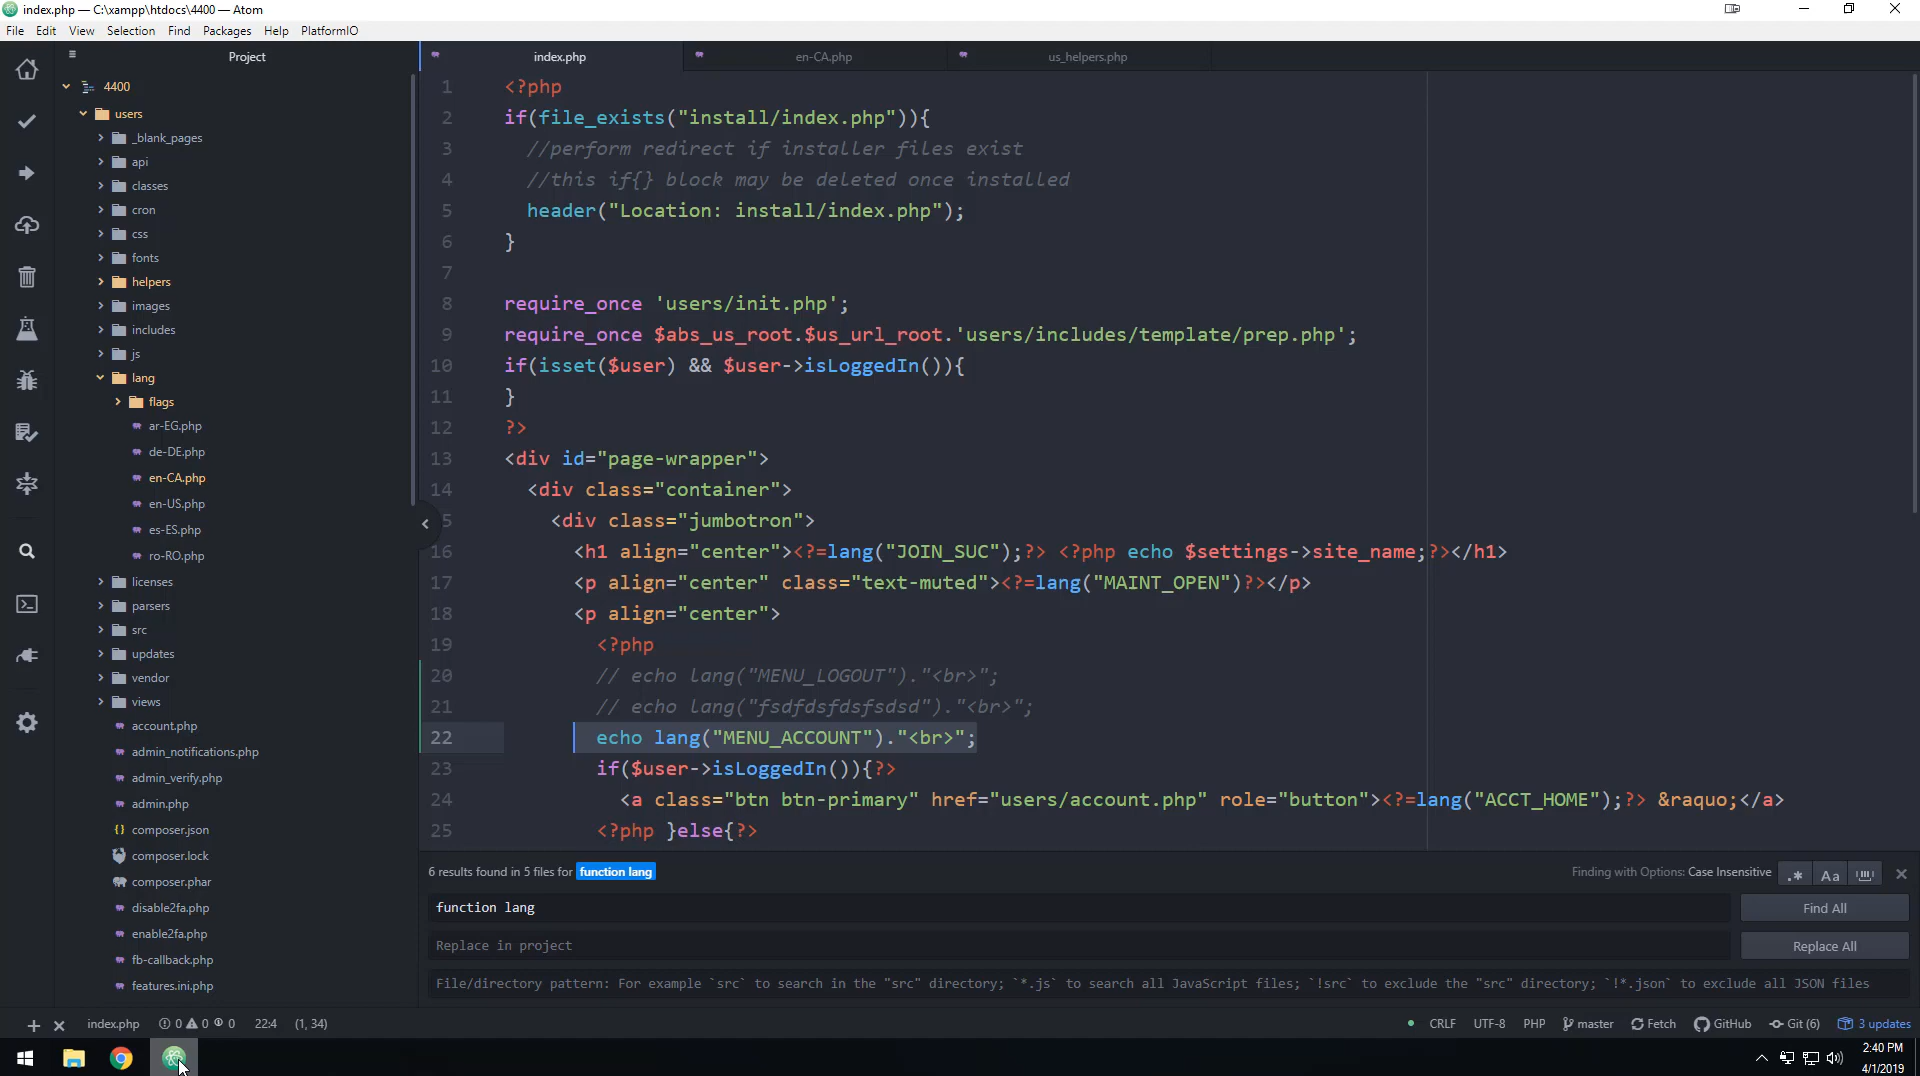 index.php — C:\xampp\htdocs\4400 — Atom
File Edit View Selection Find Packages Help PlatformIO
Project
index.php
en-CA.php
us_helpers.php
4400
users
_blank_pages
api
classes
cron
css
fonts
helpers
images
includes
js
lang
flags
ar-EG.php
de-DE.php
en-CA.php
en-US.php
es-ES.php
ro-RO.php
licenses
parsers
src
updates
vendor
views
account.php
admin_notifications.php
admin_verify.php
admin.php
composer.json
composer.lock
composer.phar
disable2fa.php
enable2fa.php
fb-callback.php
features.ini.php
1 <?php
2 if(file_exists("install/index.php")){
3 //perform redirect if installer files exist
4 //this if{} block may be deleted once installed
5 header("Location: install/index.php");
6 }
7
8 require_once 'users/init.php';
9 require_once $abs_us_root.$us_url_root.'users/includes/template/prep.php';
10 if(isset($user) && $user->isLoggedIn()){
11 }
12 ?>
13 <div id="page-wrapper">
14 <div class="container">
5 <div class="jumbotron">
16 <h1 align="center"><?=lang("JOIN_SUC");?> <?php echo $settings->site_name;?></h1>
17 <p align="center" class="text-muted"><?=lang("MAINT_OPEN")?></p>
18 <p align="center">
19 <?php
20 // echo lang("MENU_LOGOUT")."<br>";
21 // echo lang("fsdfdsfdsfsdsd")."<br>";
22 echo lang("MENU_ACCOUNT")."<br>";
23 if($user->isLoggedIn()){?>
24 <a class="btn btn-primary" href="users/account.php" role="button"><?=lang("ACCT_HOME");?> &raquo;</a>
25 <?php }else{?>
6 results found in 5 files for function lang
Finding with Options: Case Insensitive
.* Aa
function lang
Find All
Replace in project
Replace All
File/directory pattern: For example `src` to search in the "src" directory; `*.js` to search all JavaScript files; `!src` to exclude the "src" directory; `!*.json` to exclude all JSON files
index.php 0 0 0 22:4 (1, 34)
CRLF UTF-8 PHP master Fetch GitHub Git (6) 3 updates
2:40 PM
4/1/2019